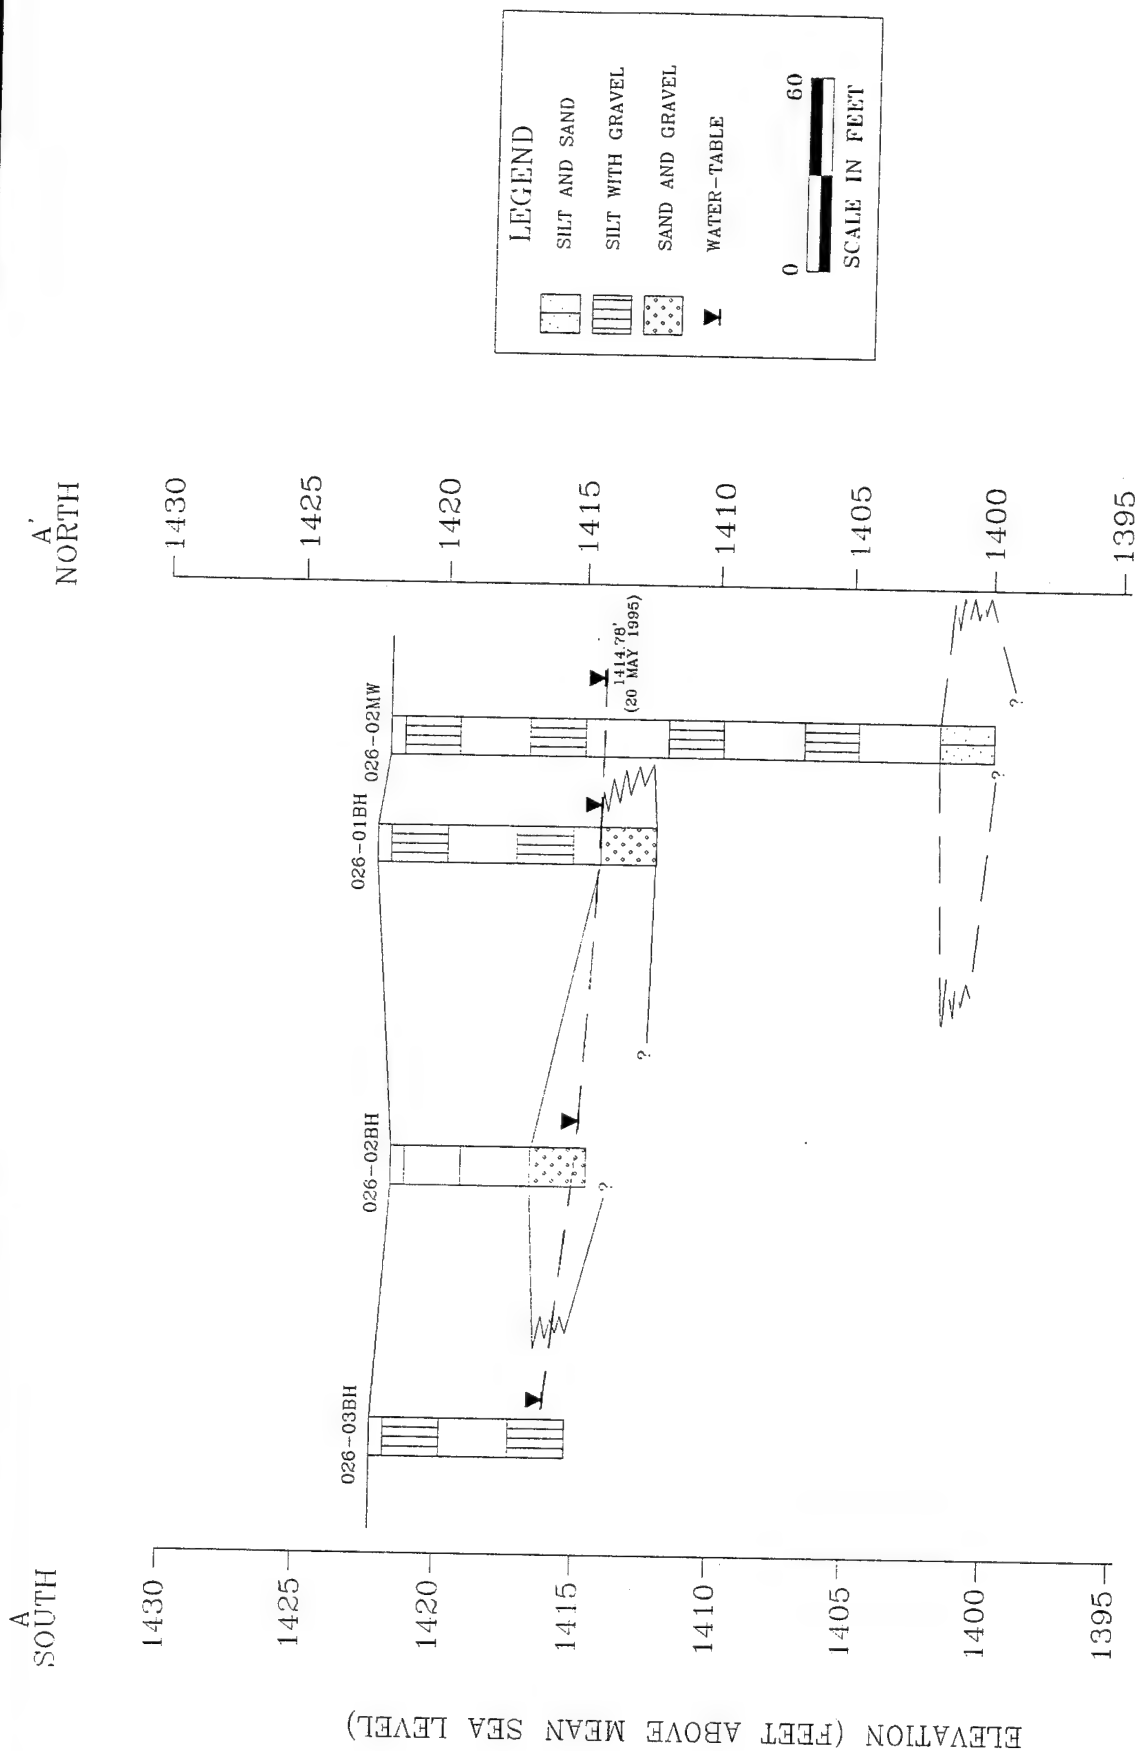 A
SOUTH
A'
NORTH
ELEVATION (FEET ABOVE MEAN SEA LEVEL)
1430
1425
1420
1415
1410
1405
1400
1395
1430
1425
1420
1415
1410
1405
1400
1395
026-03BH
026-02BH
026-01BH
026-02MW
1414.78'
(20 MAY 1995)
?
?
?
?
LEGEND
SILT AND SAND
SILT WITH GRAVEL
SAND AND GRAVEL
WATER-TABLE
0 60
SCALE IN FEET